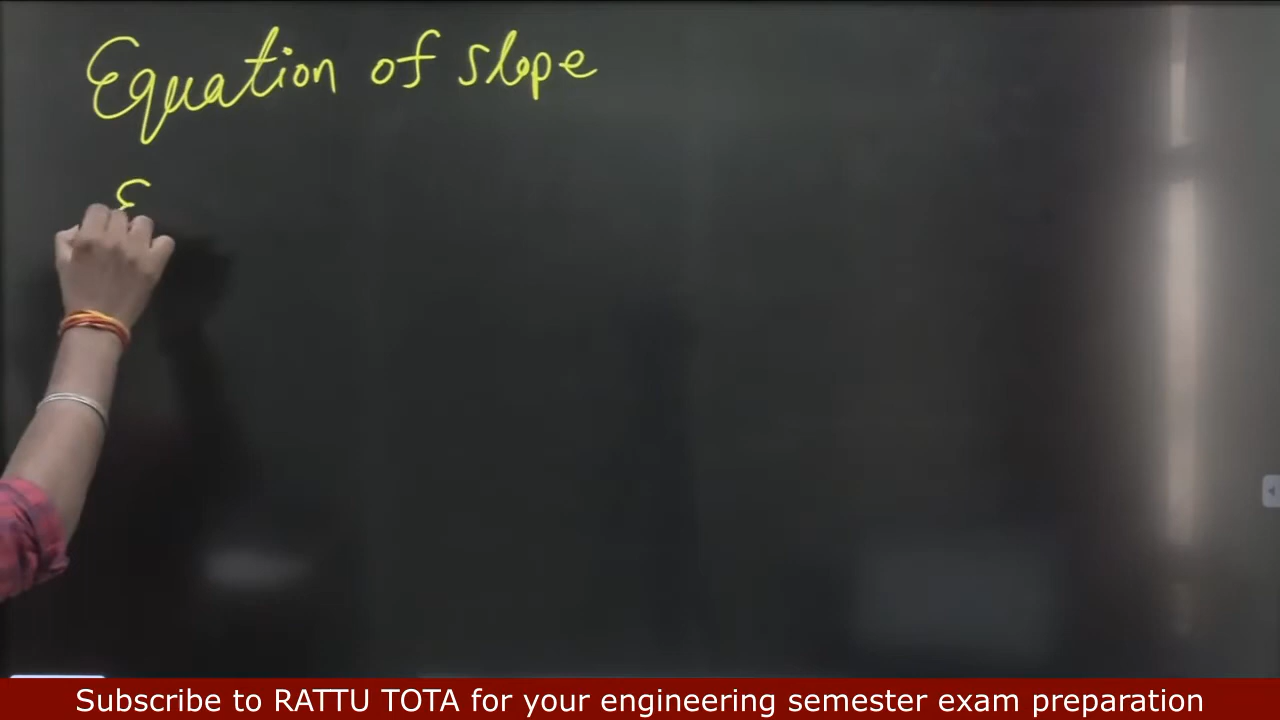 Equation of slope
E
Subscribe to RATTU TOTA for your engineering semester exam preparation